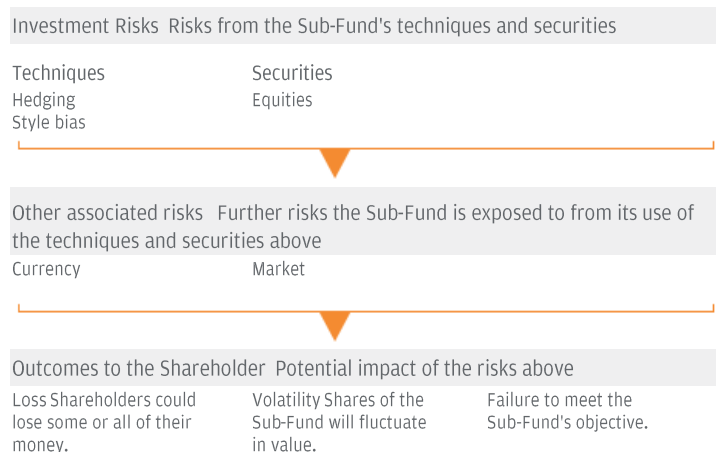 Investment Risks Risks from the Sub-Fund's techniques and securities
Techniques
Securities
Hedging
Equities
Style bias
Other associated risks Further risks the Sub-Fund is exposed to from its use of
the techniques and securities above
Currency
Market
Outcomes to the Shareholder Potential impact of the risks above
Loss Shareholders could
lose some or all of their
money.
Volatility Shares of the
Sub-Fund will fluctuate
in value.
Failure to meet the
Sub-Fund's objective.